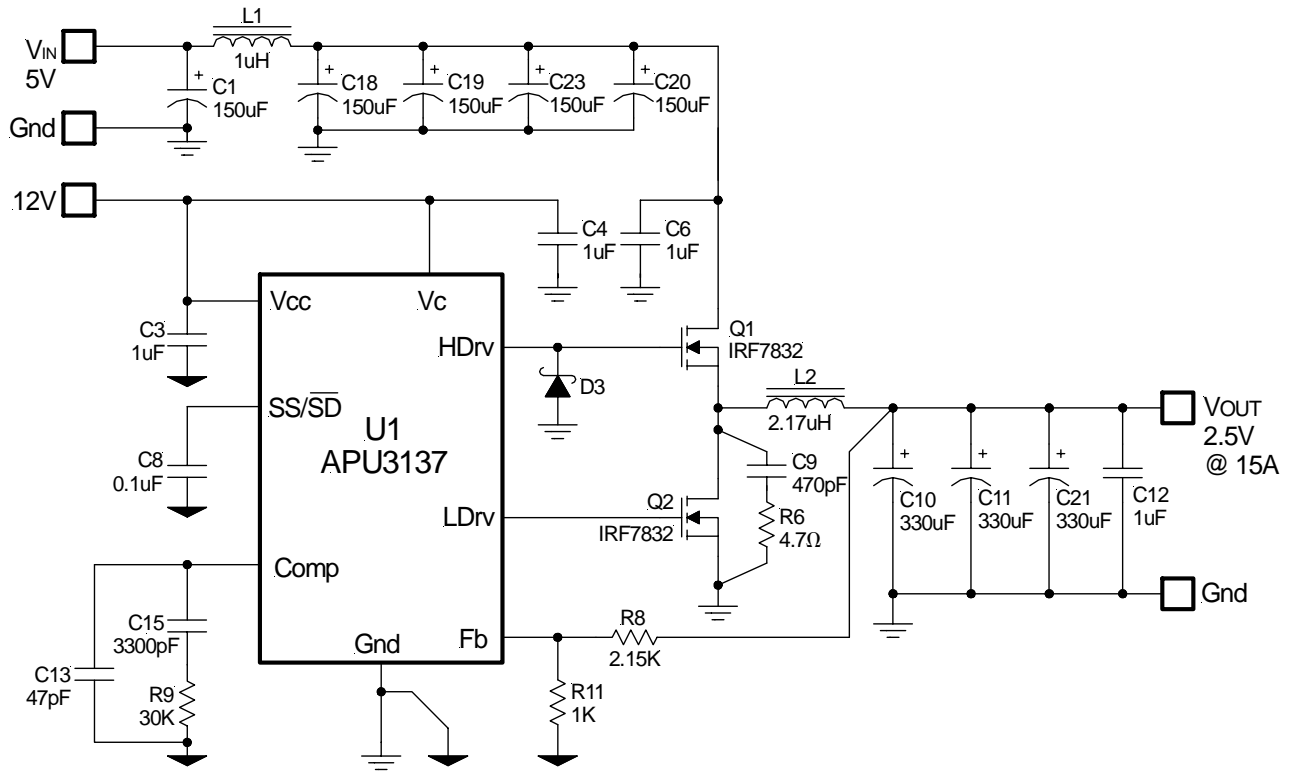 L1
1uH
VIN
5V
+
C1
150uF
+
C18
150uF
+
C19
150uF
+
C23
150uF
+
C20
150uF
Gnd
12V
C4
1uF
C6
1uF
Vcc
Vc
C3
1uF
HDrv
Q1
IRF7832
D3
SS/SD
U1
APU3137
C8
0.1uF
L2
2.17uH
VOUT
2.5V
@ 15A
C9
470pF
R6
4.7Ω
+
C10
330uF
+
C11
330uF
+
C21
330uF
C12
1uF
LDrv
Q2
IRF7832
Comp
Gnd
C15
3300pF
C13
47pF
R9
30K
Gnd
Fb
R8
2.15K
R11
1K